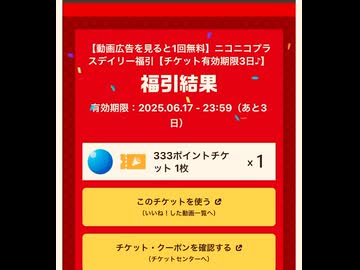 【動画広告を見ると1回無料】ニコニコプラ
スデイリー福引【チケット有効期限3日♪】
福引結果
有効期限：2025.06.17 - 23:59（あと3
日）
333ポイントチケ
ット 1枚
×1
このチケットを使う
（いいね！した動画一覧へ）
チケット・クーポンを確認する
（チケットセンターへ）